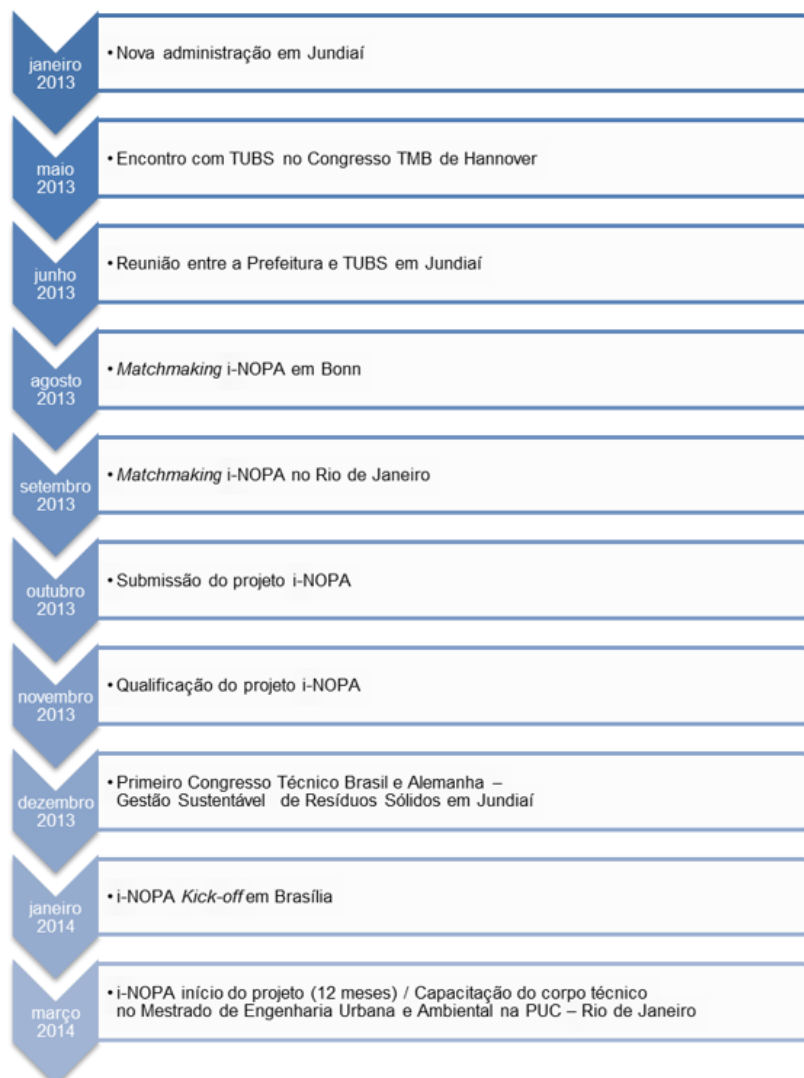 janeiro
2013
• Nova administração em Jundiaí
maio
2013
• Encontro com TUBS no Congresso TMB de Hannover
junho
2013
• Reunião entre a Prefeitura e TUBS em Jundiaí
agosto
2013
• Matchmaking i-NOPA em Bonn
setembro
2013
• Matchmaking i-NOPA no Rio de Janeiro
outubro
2013
• Submissão do projeto i-NOPA
novembro
2013
• Qualificação do projeto i-NOPA
dezembro
2013
• Primeiro Congresso Técnico Brasil e Alemanha –
Gestão Sustentável de Resíduos Sólidos em Jundiaí
janeiro
2014
• i-NOPA Kick-off em Brasília
março
2014
• i-NOPA início do projeto (12 meses) / Capacitação do corpo técnico
no Mestrado de Engenharia Urbana e Ambiental na PUC – Rio de Janeiro